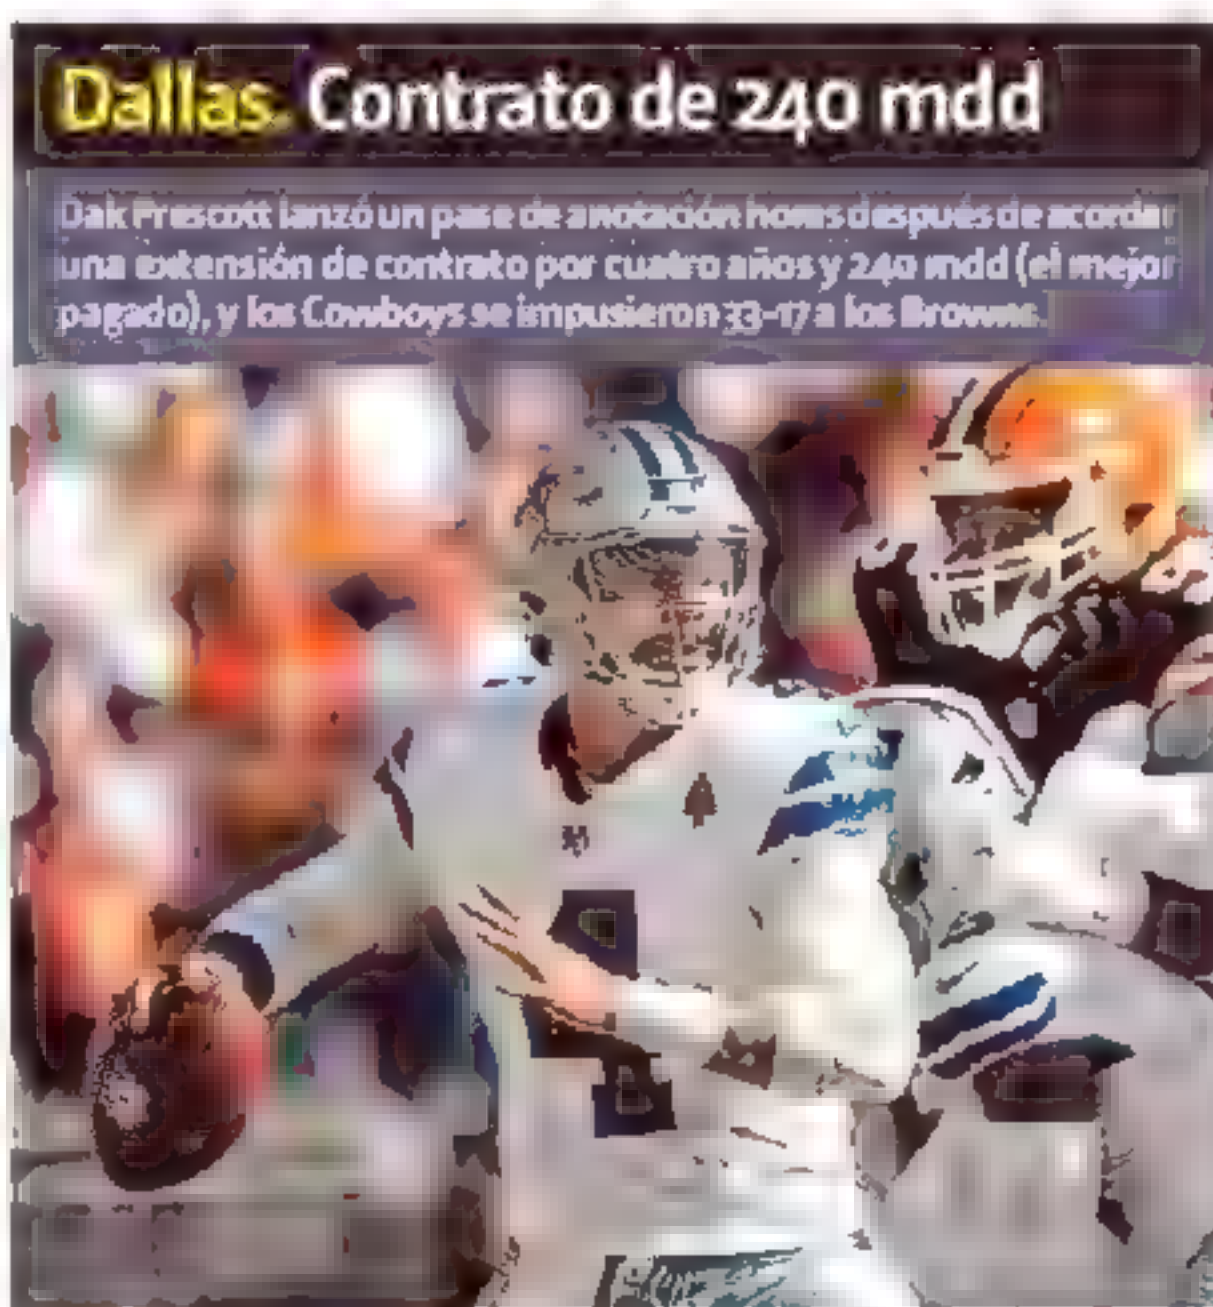 Dallas. Contrato de 240 mdd
Dak Prescott lanzó un pase de anotación horas después de acordar
una extensión de contrato por cuatro años y 240 mdd (el mejor
pagado), y los Cowboys se impusieron 33-17 a los Browns.